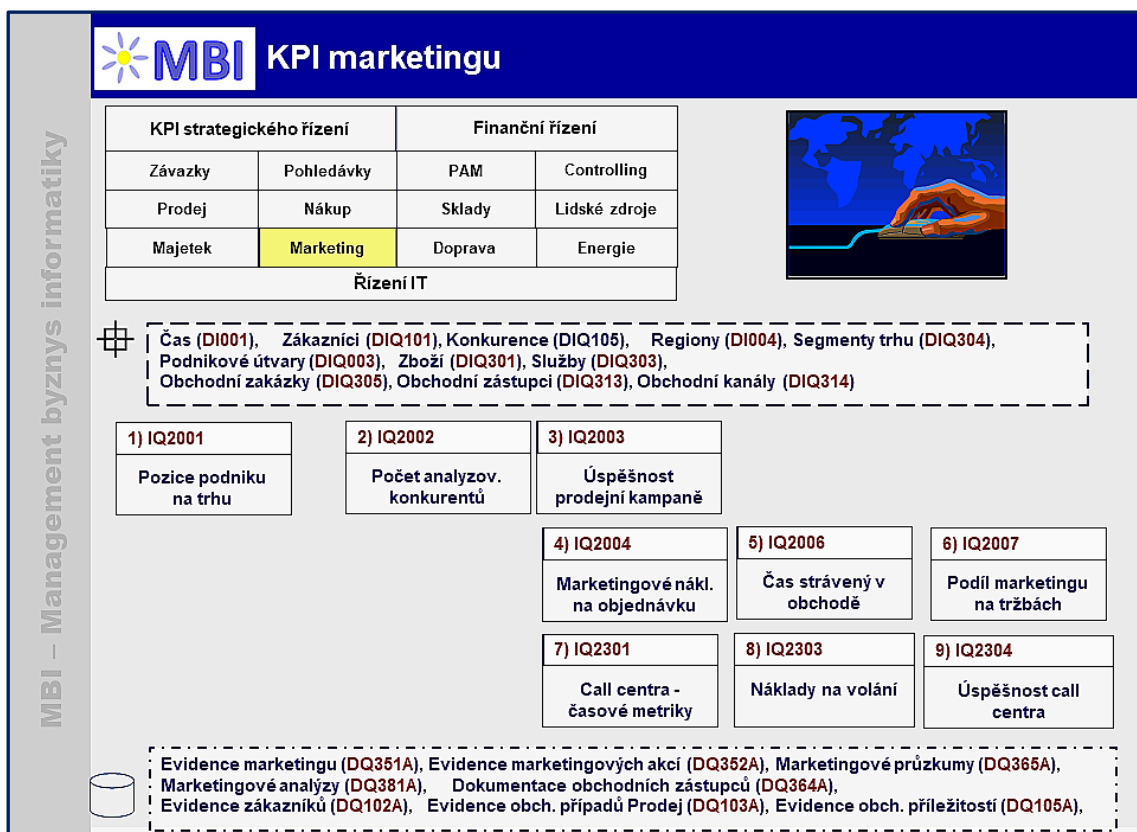 MBI – Management byznys informatiky
MBI KPI marketingu
KPI strategického řízení Finanční řízení
Závazky Pohledávky PAM Controlling
Prodej Nákup Sklady Lidské zdroje
Majetek Marketing Doprava Energie
Řízení IT
Čas (DI001), Zákazníci (DIQ101), Konkurence (DIQ105), Regiony (DI004), Segmenty trhu (DIQ304),
Podnikové útvary (DIQ003), Zboží (DIQ301), Služby (DIQ303),
Obchodní zakázky (DIQ305), Obchodní zástupci (DIQ313), Obchodní kanály (DIQ314)
1) IQ2001
Pozice podniku
na trhu
2) IQ2002
Počet analyzov.
konkurentů
3) IQ2003
Úspěšnost
prodejní kampaně
4) IQ2004
Marketingové nákl.
na objednávku
5) IQ2006
Čas strávený v
obchodě
6) IQ2007
Podíl marketingu
na tržbách
7) IQ2301
Call centra -
časové metriky
8) IQ2303
Náklady na volání
9) IQ2304
Úspěšnost call
centra
Evidence marketingu (DQ351A), Evidence marketingových akcí (DQ352A), Marketingové průzkumy (DQ365A),
Marketingové analýzy (DQ381A), Dokumentace obchodních zástupců (DQ364A),
Evidence zákazníků (DQ102A), Evidence obch. případů Prodej (DQ103A), Evidence obch. příležitostí (DQ105A),